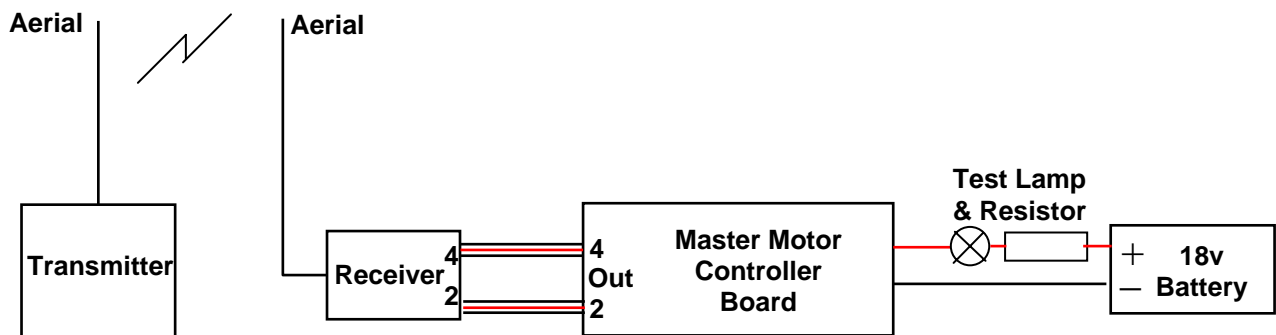 Aerial
Aerial
Test Lamp
& Resistor
Transmitter
Receiver
4
2
4
Out
2
Master Motor
Controller
Board
+ 18v
− Battery